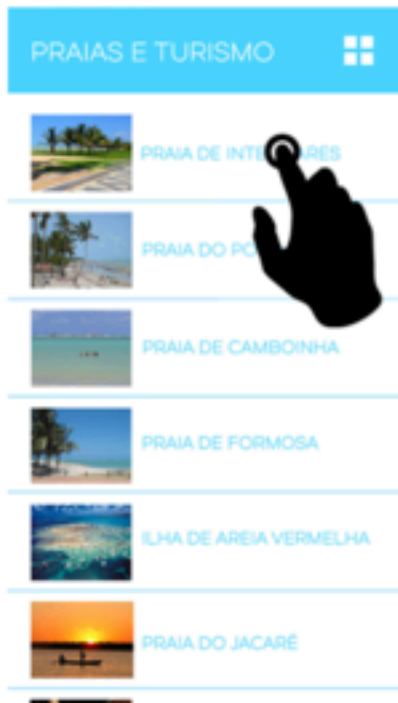 PRAIAS E TURISMO
PRAIA DE
PRAIA DO
PRAIA DE CAMBOINHA
PRAIA DE FORMOSA
ILHA DE AREIA VERMELHA
PRAIA DO JACARÉ